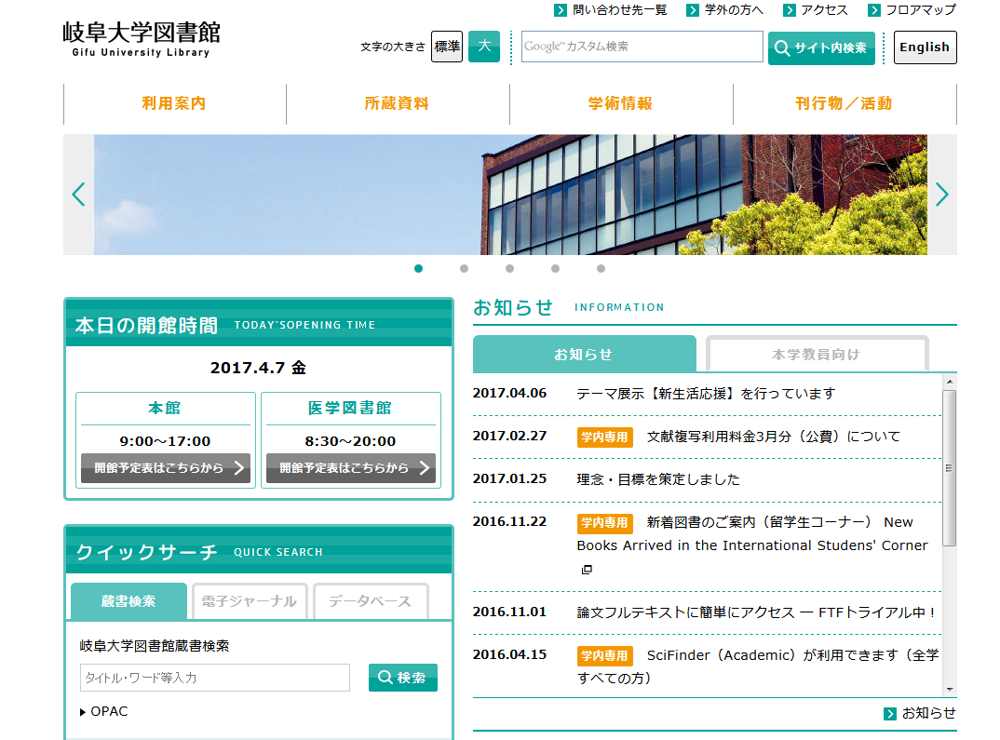 問い合わせ先一覧 学外の方へ アクセス フロアマップ
岐阜大学図書館
Gifu University Library
文字の大きさ 標準 大
Google™ カスタム検索 サイト内検索 English
利用案内 所蔵資料 学術情報 刊行物／活動
本日の開館時間 TODAY'SOPENING TIME
2017.4.7 金
本館
9:00～17:00
開館予定表はこちらから
医学図書館
8:30～20:00
開館予定表はこちらから
クイックサーチ QUICK SEARCH
蔵書検索 電子ジャーナル データベース
岐阜大学図書館蔵書検索
タイトル・ワード等入力 検索
OPAC
お知らせ INFORMATION
お知らせ 本学教員向け
2017.04.06 テーマ展示【新生活応援】を行っています
2017.02.27 学内専用 文献複写利用料金3月分（公費）について
2017.01.25 理念・目標を策定しました
2016.11.22 学内専用 新着図書のご案内（留学生コーナー） New
Books Arrived in the International Studens' Corner
2016.11.01 論文フルテキストに簡単にアクセス ― FTFトライアル中！
2016.04.15 学内専用 SciFinder（Academic）が利用できます（全学
すべての方）
お知らせ